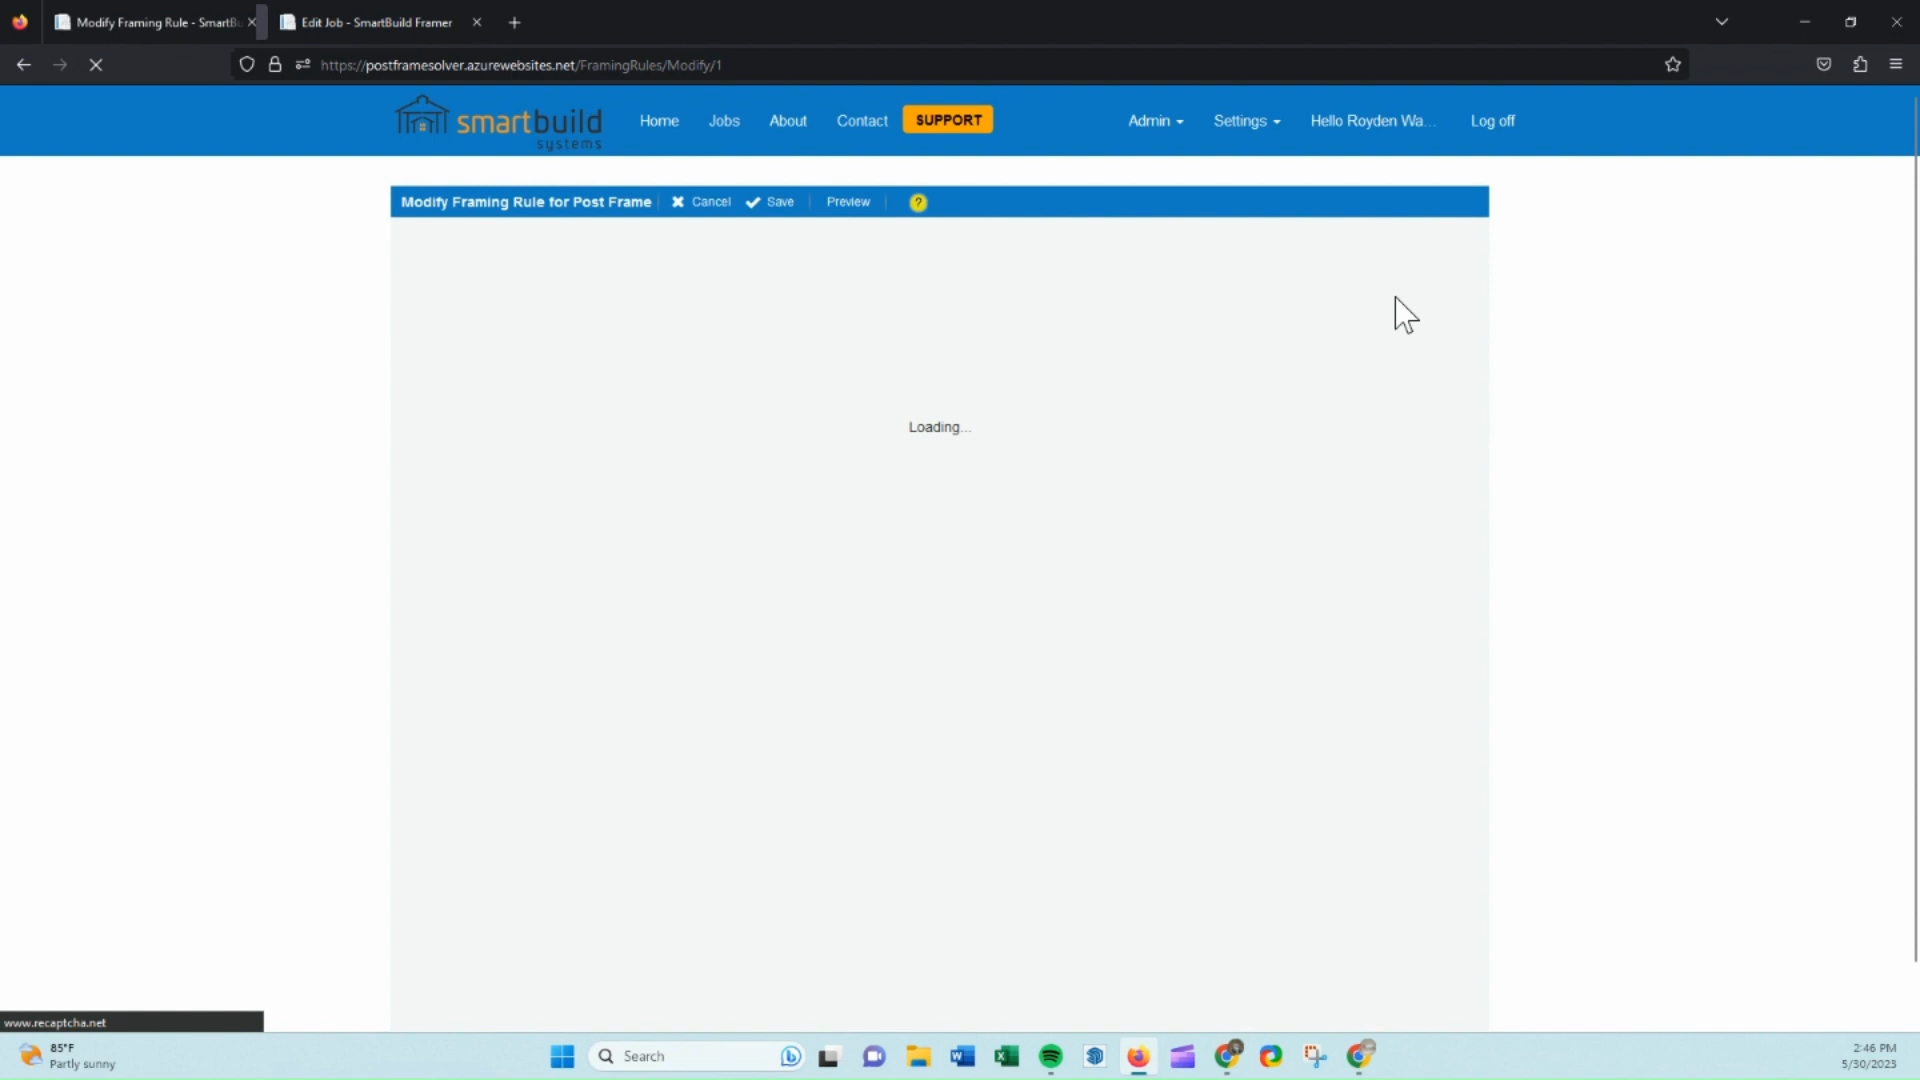 Modify Framing Rule - SmartBu
Edit Job - SmartBuild Framer
https://postframesolver.azurewebsites.net/FramingRules/Modify/1
smartbuild
systems
Home
Jobs
About
Contact
SUPPORT
Admin
Settings
Hello Royden Wa...
Log off
Modify Framing Rule for Post Frame
Cancel
Save
Preview
?
Loading...
www.recaptcha.net
85°F
Partly sunny
Search
2:46 PM
5/30/2023